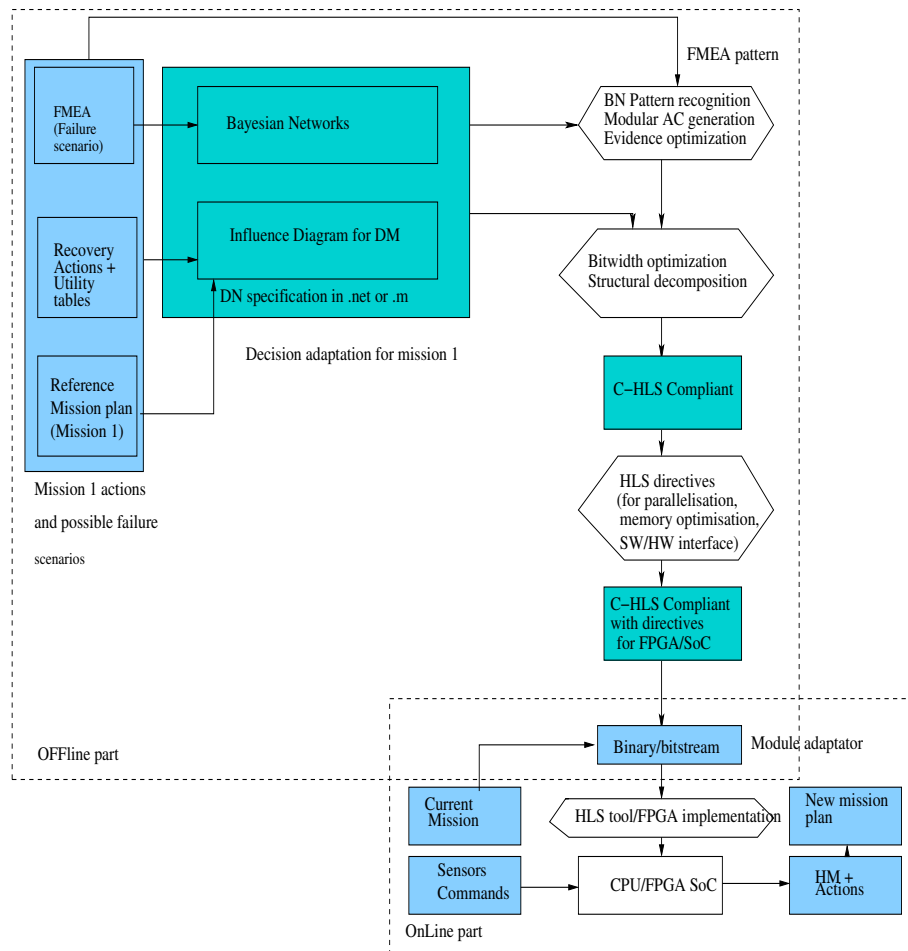 FMEA pattern
FMEA
(Failure
scenario)
Bayesian Networks
BN Pattern recognition
Modular AC generation
Evidence optimization
Recovery
Actions +
Utility
tables
Influence Diagram for DM
DN specification in .net or .m
Bitwidth optimization
Structural decomposition
Decision adaptation for mission 1
Reference
Mission plan
(Mission 1)
C−HLS Compliant
Mission 1 actions
and possible failure
scenarios
HLS directives
(for parallelisation,
memory optimisation,
SW/HW interface)
C−HLS Compliant
with directives
for FPGA/SoC
OFFline part
Binary/bitstream
Module adaptator
Current
Mission
HLS tool/FPGA implementation
New mission
plan
Sensors
Commands
CPU/FPGA SoC
HM +
Actions
OnLine part